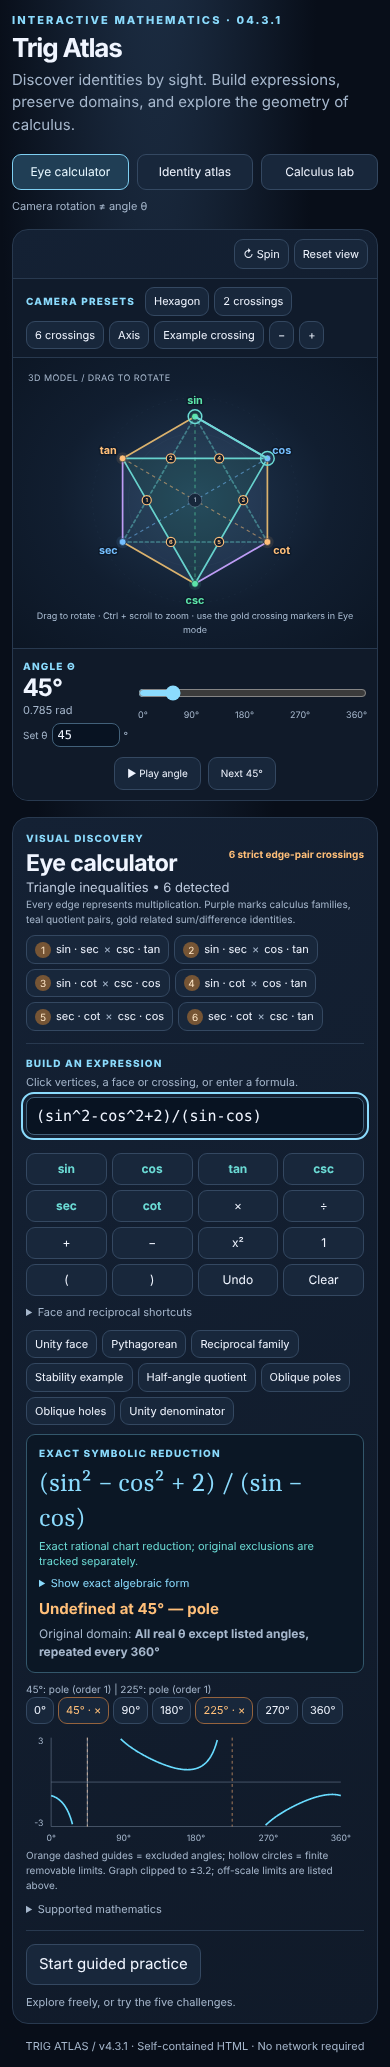 INTERACTIVE MATHEMATICS · 04.3.1
Trig Atlas
Discover identities by sight. Build expressions,
preserve domains, and explore the geometry of
calculus.
Eye calculator
Identity atlas
Calculus lab
Camera rotation ≠ angle θ
↻ Spin
Reset view
CAMERA PRESETS
Hexagon
2 crossings
6 crossings
Axis
Example crossing
−
+
3D MODEL / DRAG TO ROTATE
sin
tan
cos
2
4
1
1
3
6
5
sec
cot
csc
Drag to rotate · Ctrl + scroll to zoom · use the gold crossing markers in Eye
mode
ANGLE Θ
45°
0.785 rad
0° 90° 180° 270° 360°
Set θ 45 °
▶ Play angle
Next 45°
VISUAL DISCOVERY
Eye calculator
6 strict edge-pair crossings
Triangle inequalities • 6 detected
Every edge represents multiplication. Purple marks calculus families,
teal quotient pairs, gold related sum/difference identities.
1 sin · sec × csc · tan
2 sin · sec × cos · tan
3 sin · cot × csc · cos
4 sin · cot × cos · tan
5 sec · cot × csc · cos
6 sec · cot × csc · tan
BUILD AN EXPRESSION
Click vertices, a face or crossing, or enter a formula.
(sin^2-cos^2+2)/(sin-cos)
sin cos tan csc
sec cot × ÷
+ − x² 1
( ) Undo Clear
▶ Face and reciprocal shortcuts
Unity face
Pythagorean
Reciprocal family
Stability example
Half-angle quotient
Oblique poles
Oblique holes
Unity denominator
EXACT SYMBOLIC REDUCTION
(sin² − cos² + 2) / (sin −
cos)
Exact rational chart reduction; original exclusions are
tracked separately.
▶ Show exact algebraic form
Undefined at 45° — pole
Original domain: All real θ except listed angles,
repeated every 360°
45°: pole (order 1) | 225°: pole (order 1)
0° 45° · × 90° 180° 225° · × 270° 360°
3
-3
0° 90° 180° 270° 360°
Orange dashed guides = excluded angles; hollow circles = finite
removable limits. Graph clipped to ±3.2; off-scale limits are listed
above.
▶ Supported mathematics
Start guided practice
Explore freely, or try the five challenges.
TRIG ATLAS / v4.3.1 · Self-contained HTML · No network required